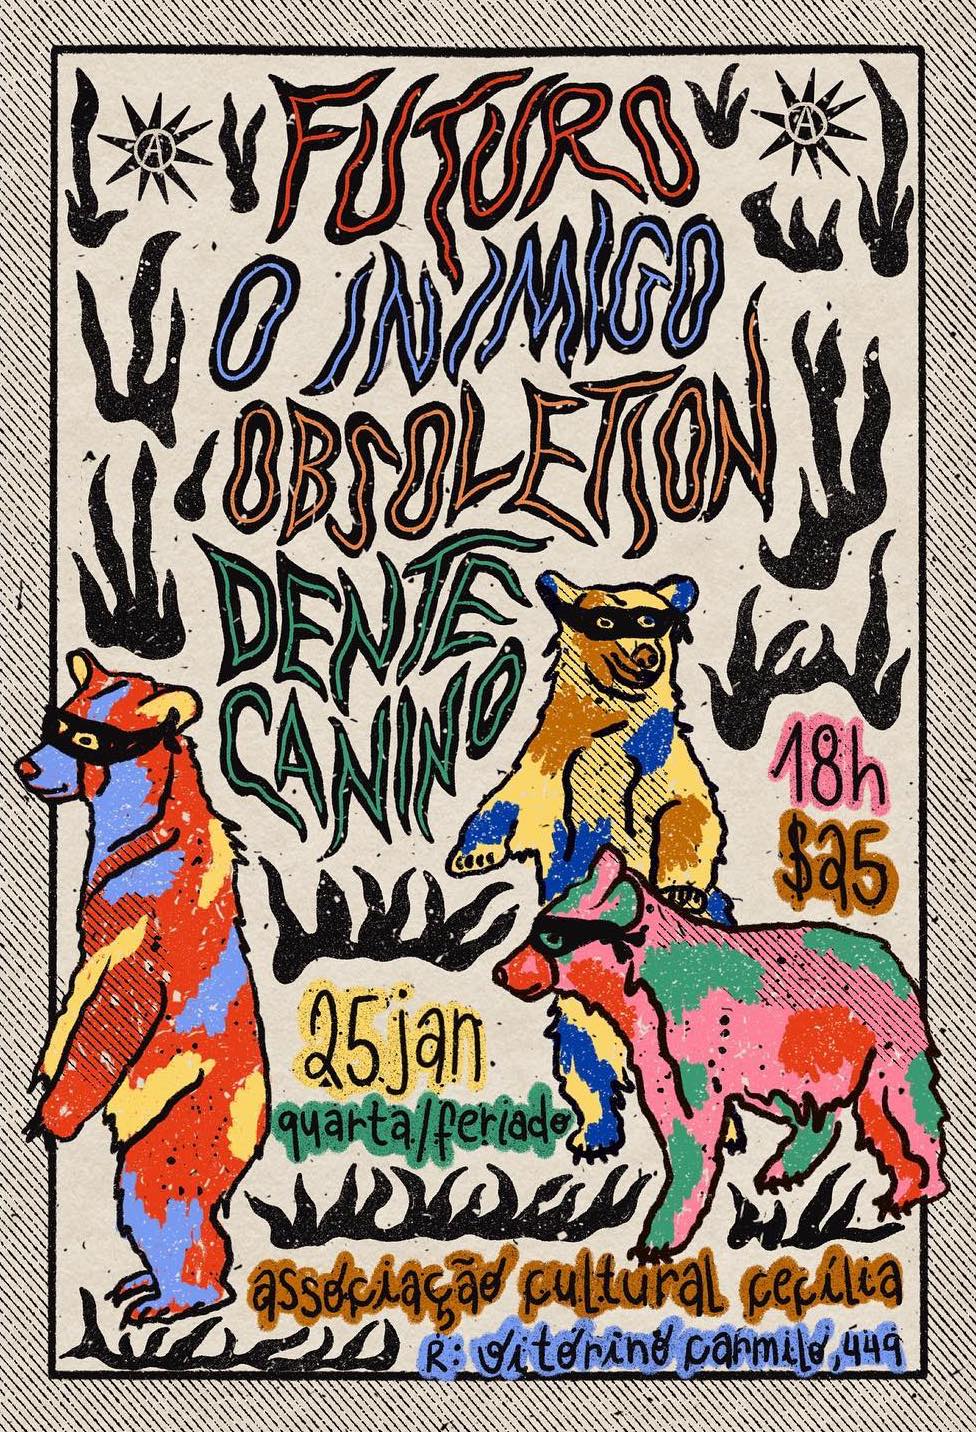 A
A
FUTURO
O INIMIGO
OBSOLETION
DENTE
CANINO
18h
$25
25 jan
quarta/feriado
associação cultural cecília
R: vitorino carmilo, 449